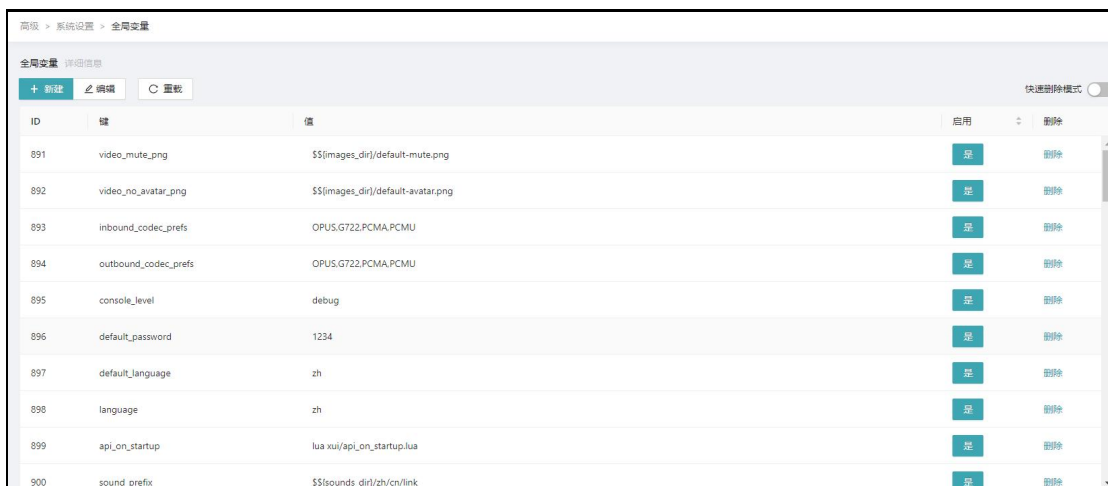 高级 > 系统设置 > 全局变量
全局变量 详细信息
+ 新建 编辑 重载 快速删除模式
ID 键 值 启用 删除
891 video_mute_png $${images_dir}/default-mute.png 是 删除
892 video_no_avatar_png $${images_dir}/default-avatar.png 是 删除
893 inbound_codec_prefs OPUS,G722,PCMA,PCMU 是 删除
894 outbound_codec_prefs OPUS,G722,PCMA,PCMU 是 删除
895 console_level debug 是 删除
896 default_password 1234 是 删除
897 default_language zh 是 删除
898 language zh 是 删除
899 api_on_startup lua xui/api_on_startup.lua 是 删除
900 sound_prefix $${sounds_dir}/zh/cn/link 是 删除